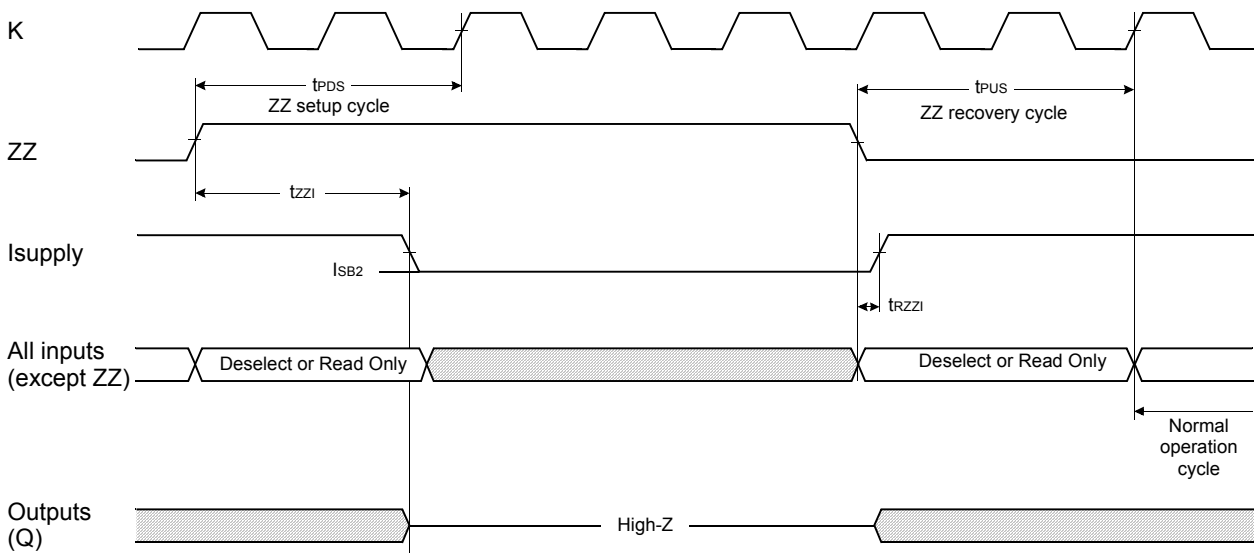 K
tPDS
ZZ setup cycle
tPUS
ZZ recovery cycle
ZZ
tZZI
Isupply
ISB2
tRZZI
All inputs
(except ZZ)
Deselect or Read Only
Deselect or Read Only
Normal
operation
cycle
Outputs
(Q)
High-Z